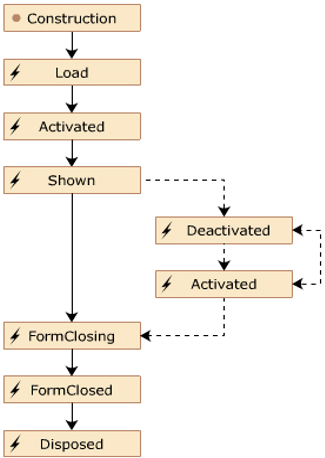 Construction
Load
Activated
Shown
Deactivated
Activated
FormClosing
FormClosed
Disposed